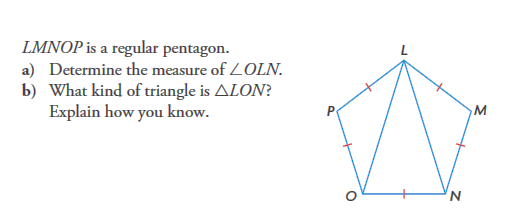 LMNOP is a regular pentagon.
a) Determine the measure of ∠OLN.
b) What kind of triangle is △LON?
Explain how you know.
L
P
M
O
N